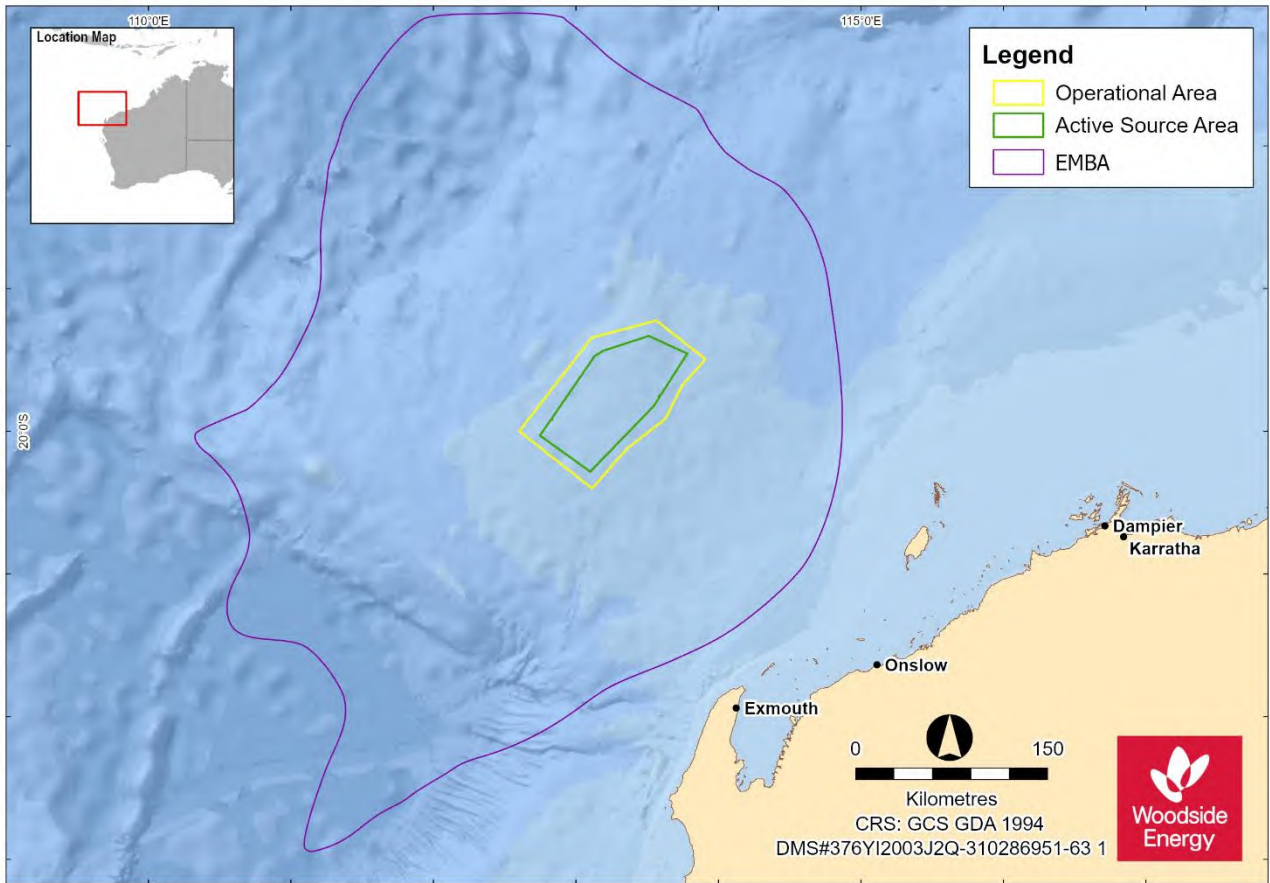 110°0'E
115°0'E
Location Map
Legend
Operational Area
Active Source Area
EMBA
20°0'S
Dampier
Karratha
Onslow
Exmouth
0 150
Kilometres
CRS: GCS GDA 1994
DMS#376YI2003J2Q-310286951-63 1
Woodside
Energy